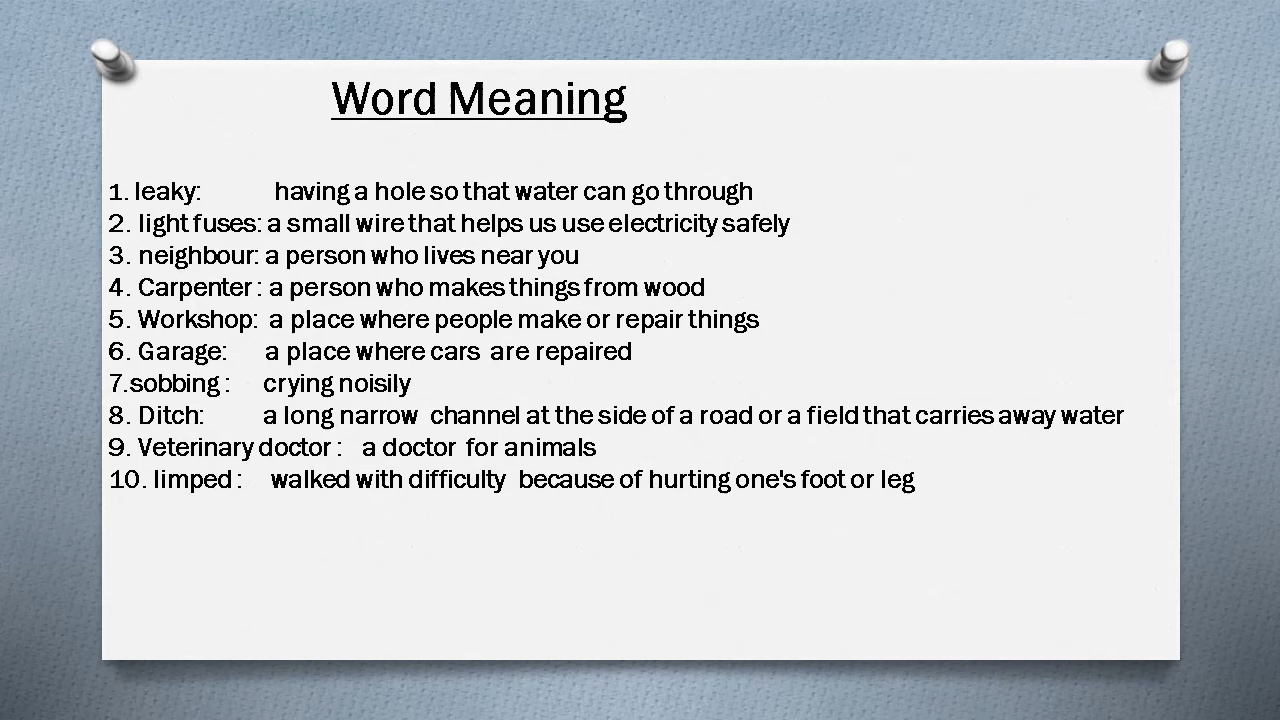 Word Meaning
1. leaky: having a hole so that water can go through
2. light fuses: a small wire that helps us use electricity safely
3. neighbour: a person who lives near you
4. Carpenter : a person who makes things from wood
5. Workshop: a place where people make or repair things
6. Garage: a place where cars are repaired
7.sobbing : crying noisily
8. Ditch: a long narrow channel at the side of a road or a field that carries away water
9. Veterinary doctor : a doctor for animals
10. limped : walked with difficulty because of hurting one's foot or leg